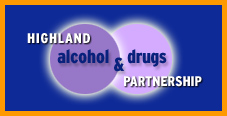 HIGHLAND
alcohol & drugs
PARTNERSHIP